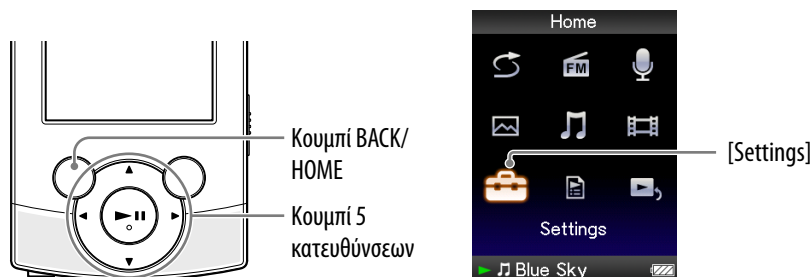 Κουμπί BACK/
HOME
Κουμπί 5
κατευθύνσεων
Home
FM
[Settings]
Settings
Blue Sky